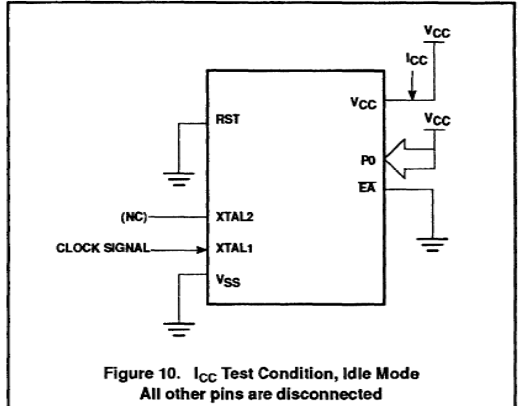 VCC
ICC
VCC
RST
VCC
P0
EA
(NC)
XTAL2
CLOCK SIGNAL
XTAL1
VSS
Figure 10. ICC Test Condition, Idle Mode
All other pins are disconnected